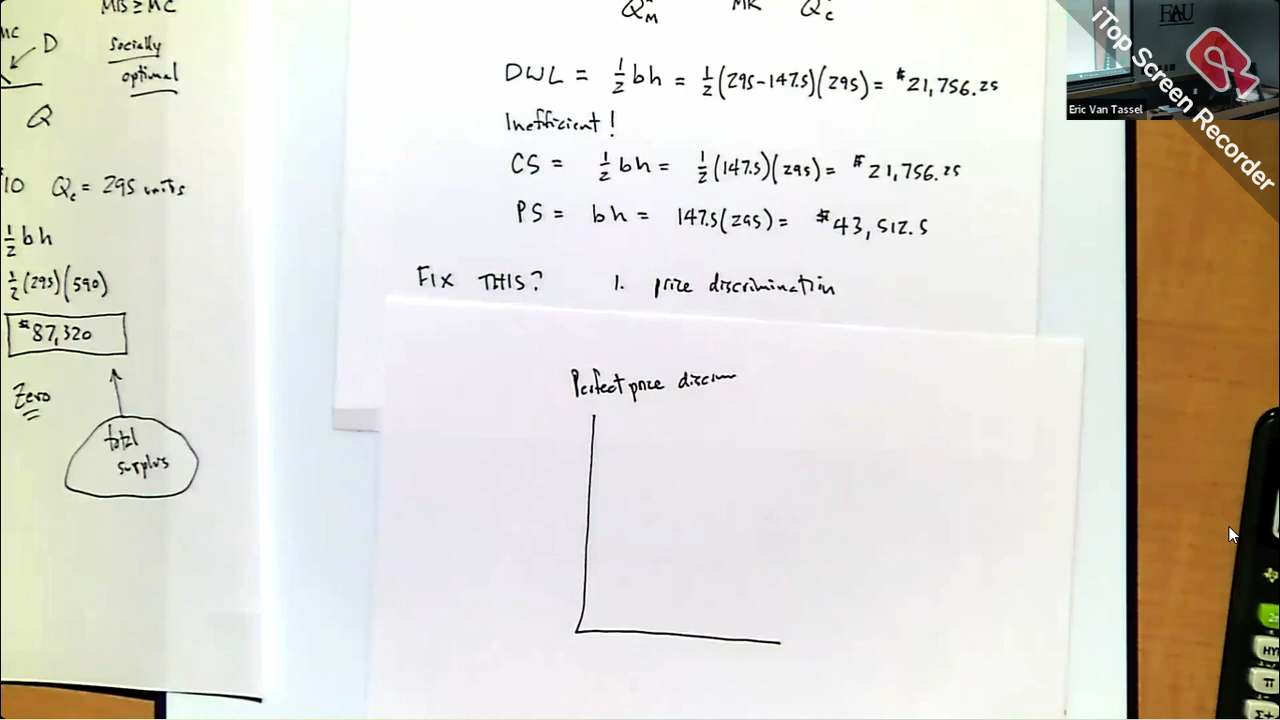 MB ≥ MC
MC
D
Socially
optimal
Q
10 Qc = 295 units
1/2 bh
1/2 (295)(590)
$87,320
Zero
total
surplus
Q*M MR Q*C
DWL = 1/2 bh = 1/2 (295-147.5)(295) = $21,756.25
Inefficient!
CS = 1/2 bh = 1/2 (147.5)(295) = $21,756.25
PS = bh = 147.5(295) = $43,512.5
FIX THIS? 1. price discrimination
Perfect price discrim
FAU
Eric Van Tassel
iTop Screen Recorder
HY
π
Σ+